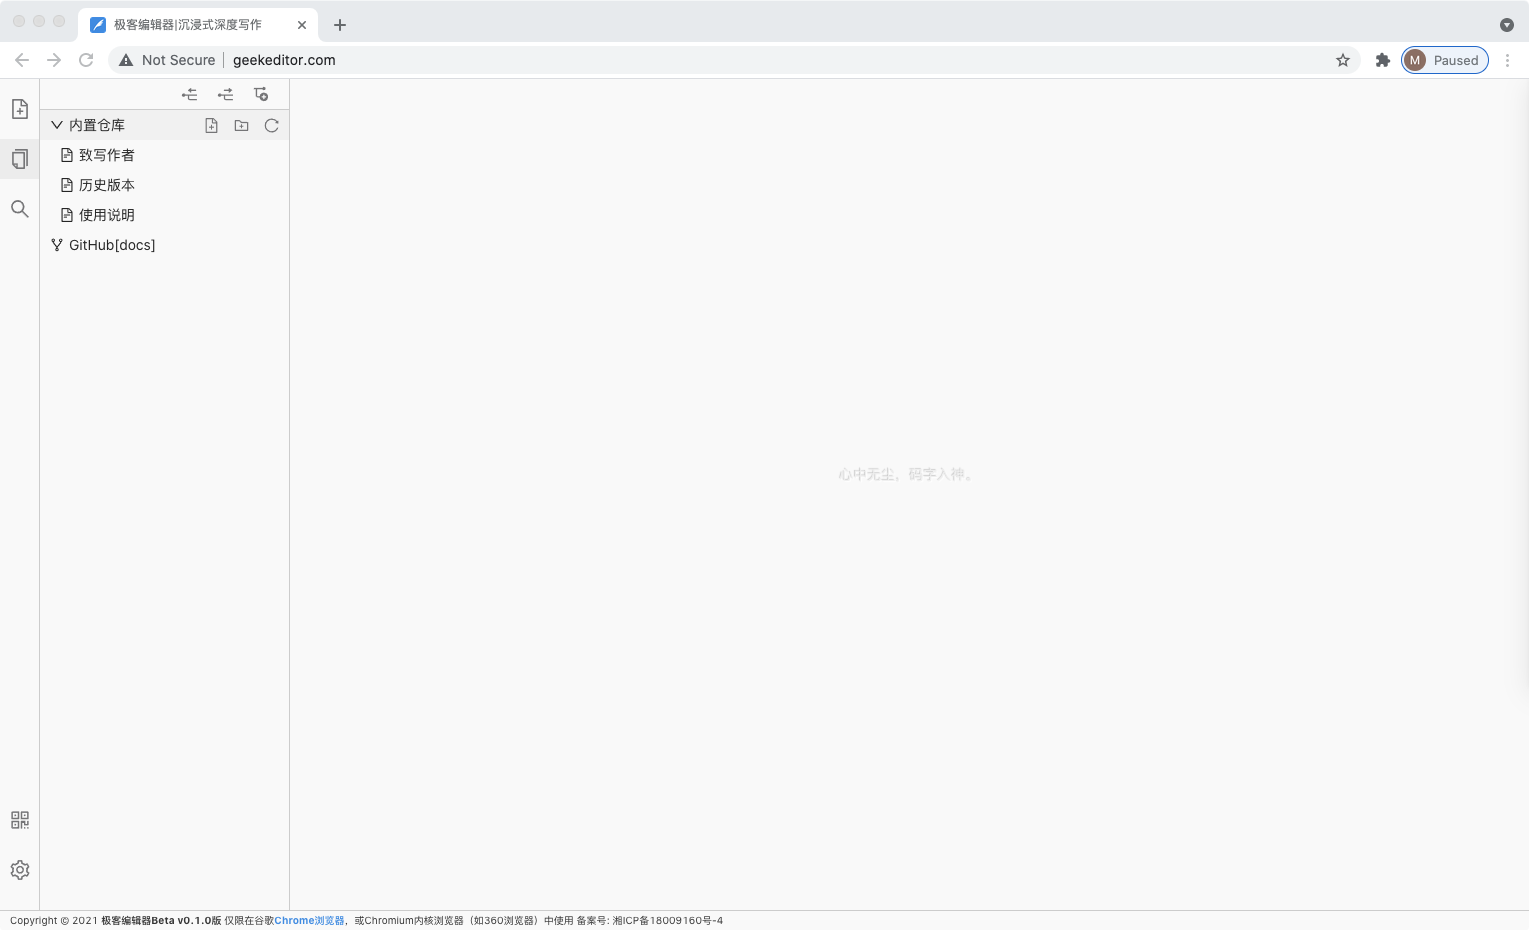 极客编辑器|沉浸式深度写作
Not Secure
geekeditor.com
M
Paused
内置仓库
致写作者
历史版本
使用说明
GitHub[docs]
心中无尘，码字入神。
Copyright © 2021 极客编辑器Beta v0.1.0版 仅限在谷歌Chrome浏览器，或Chromium内核浏览器（如360浏览器）中使用 备案号: 湘ICP备18009160号-4